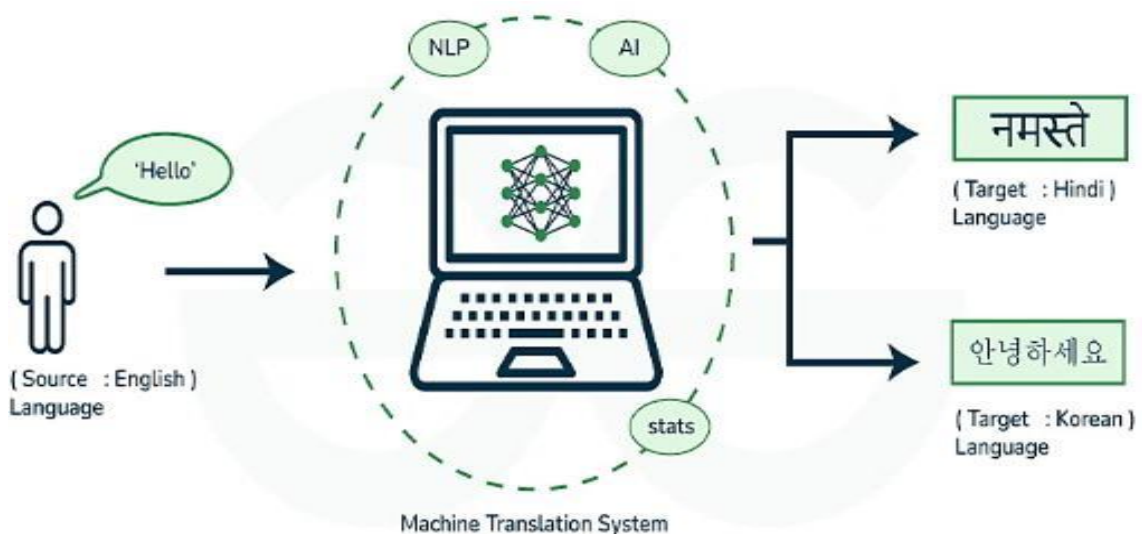 NLP
AI
'Hello'
नमस्ते
( Target : Hindi )
Language
( Source : English )
Language
안녕하세요
stats
( Target : Korean )
Language
Machine Translation System